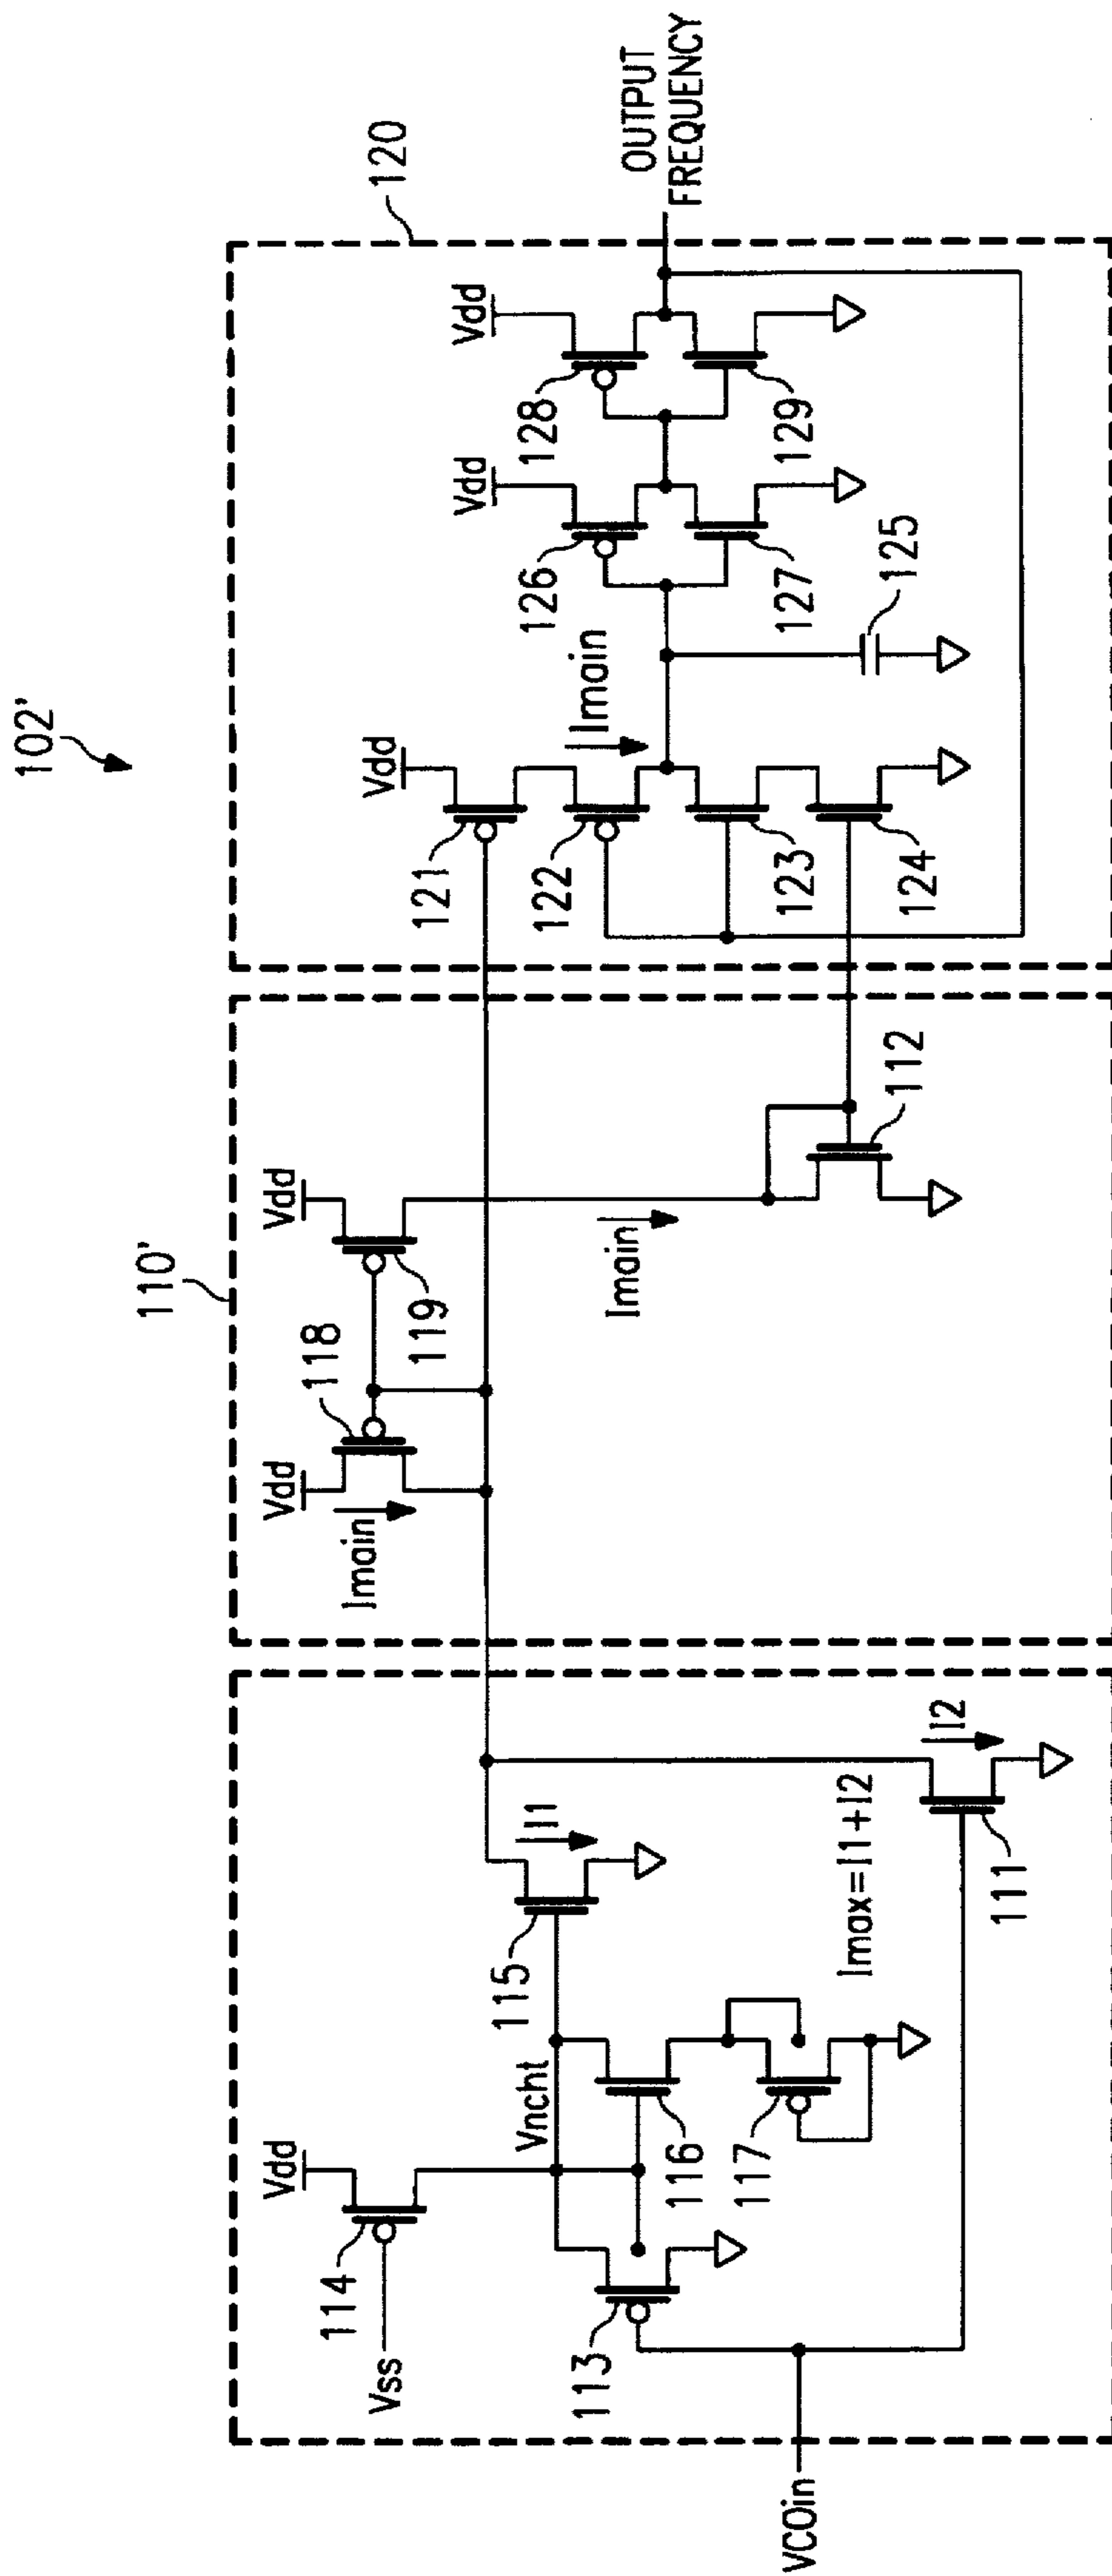 102'
110'
120
VCOin
Vss
114
Vdd
113
Vncht
116
117
115
I1
Imax=I1+I2
111
I2
Vdd
118
Imain
Vdd
119
Imain
112
Vdd
121
122
Imain
123
124
125
Vdd
126
127
Vdd
128
129
OUTPUT
FREQUENCY